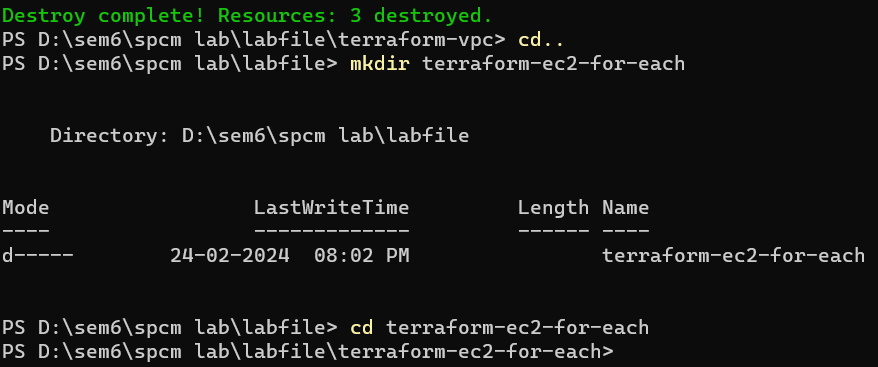 Destroy complete! Resources: 3 destroyed.
PS D:\sem6\spcm lab\labfile\terraform-vpc> cd..
PS D:\sem6\spcm lab\labfile> mkdir terraform-ec2-for-each
Directory: D:\sem6\spcm lab\labfile
Mode                 LastWriteTime         Length Name
----                 -------------         ------ ----
d-----        24-02-2024  08:02 PM                terraform-ec2-for-each
PS D:\sem6\spcm lab\labfile> cd terraform-ec2-for-each
PS D:\sem6\spcm lab\labfile\terraform-ec2-for-each>